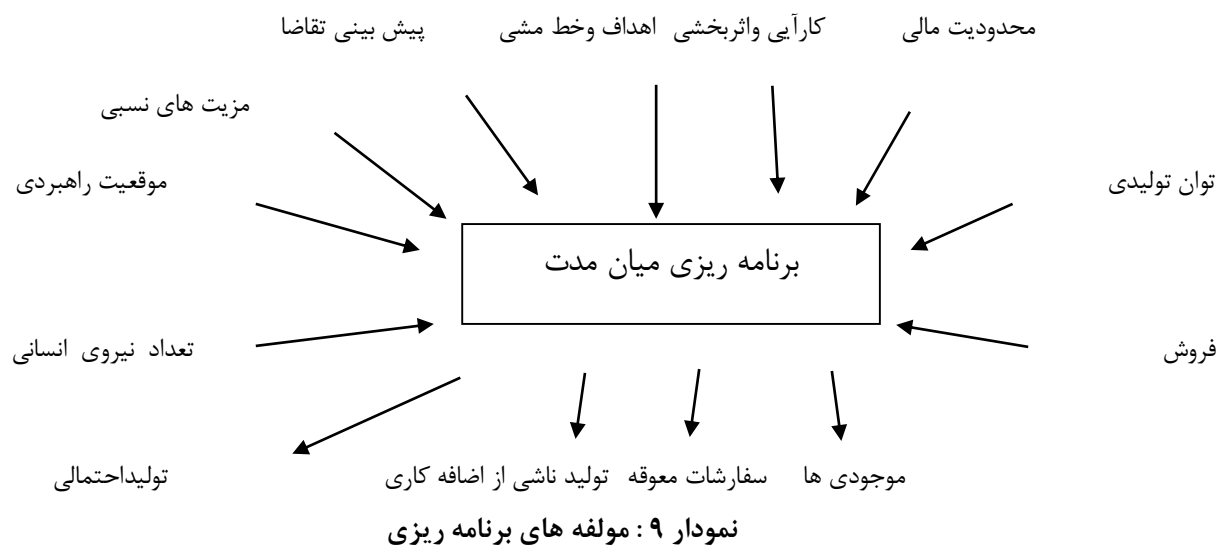 محدودیت مالی
کارآیی واثربخشی
اهداف وخط مشی
پیش بینی تقاضا
مزیت های نسبی
توان تولیدی
موقعیت راهبردی
برنامه ریزی میان مدت
فروش
تعداد نیروی انسانی
موجودی ها
سفارشات معوقه
تولید ناشی از اضافه کاری
تولیداحتمالی
نمودار ۹ : مولفه های برنامه ریزی